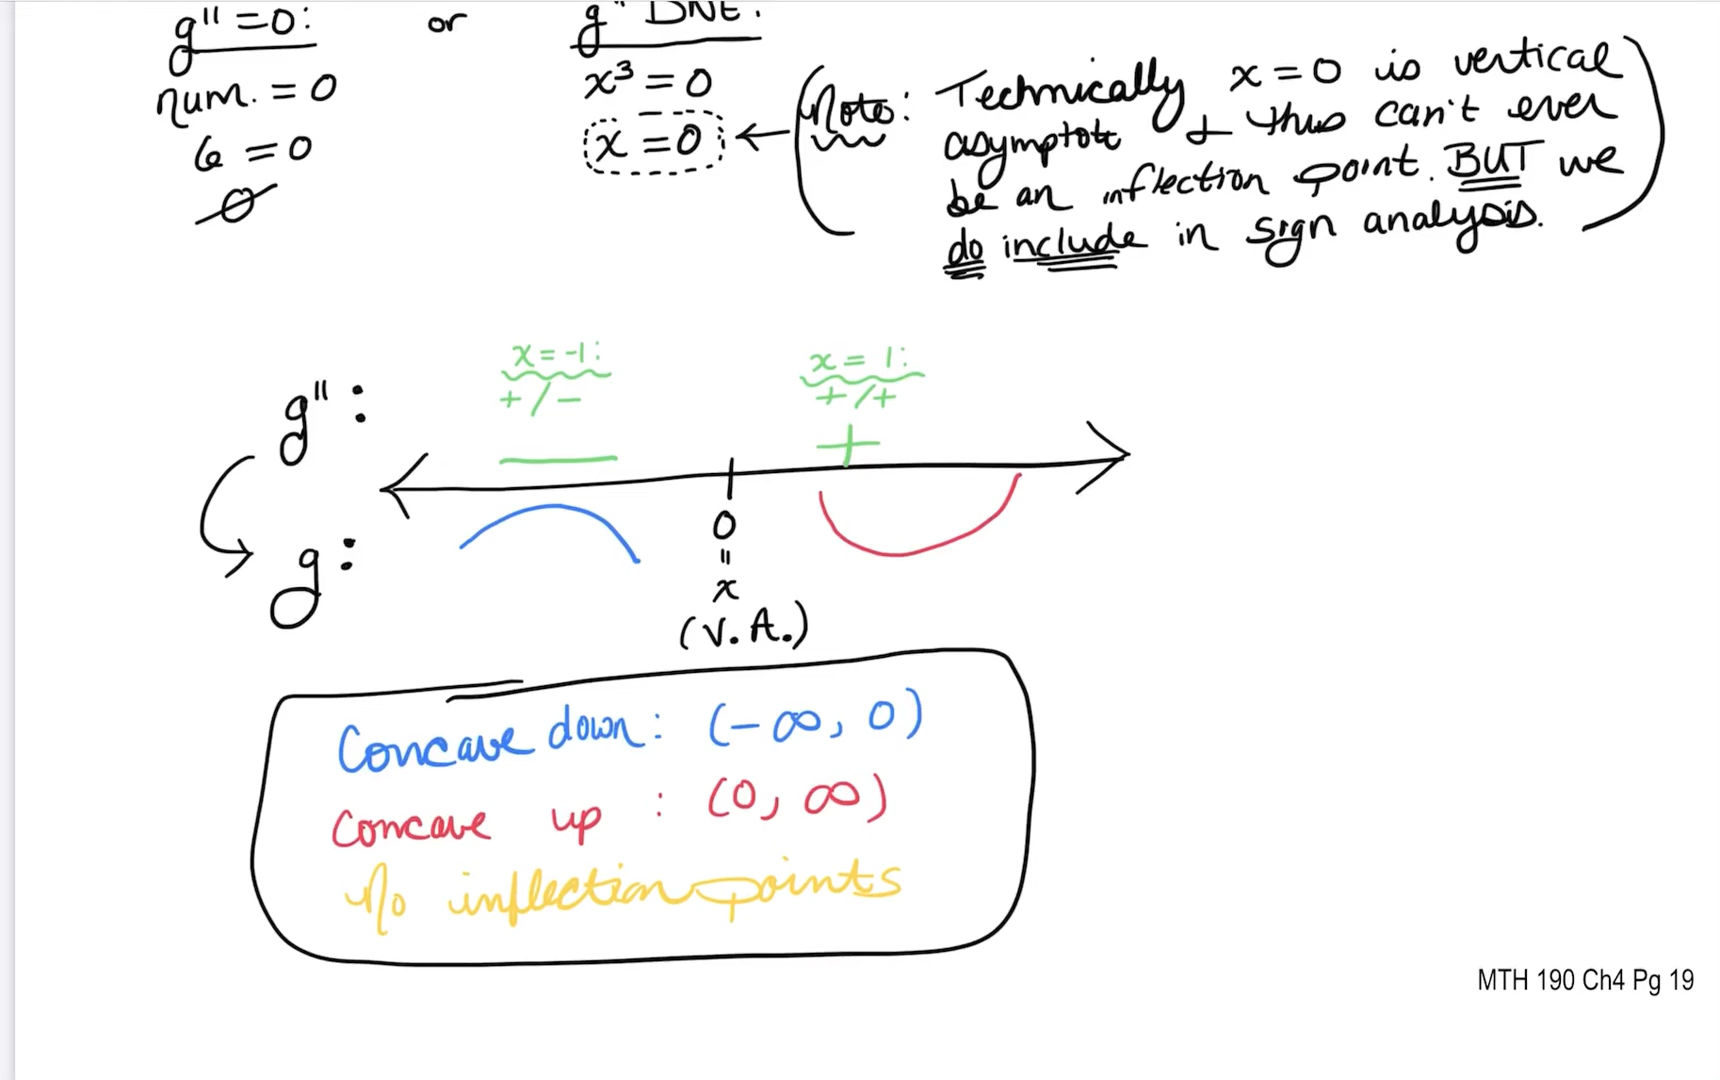 g'' = 0: or g'' DNE:
num. = 0
x³ = 0
6 = 0
x = 0
∅
(Note: Technically x = 0 is vertical
asymptote & thus can't ever
be an inflection point. BUT we
do include in sign analysis.)
x = -1:
x = 1:
+/-
+/+
g'':
— +
0
g:
=
x
(V.A.)
Concave down: (-∞, 0)
Concave up : (0, ∞)
No inflection points
MTH 190 Ch4 Pg 19